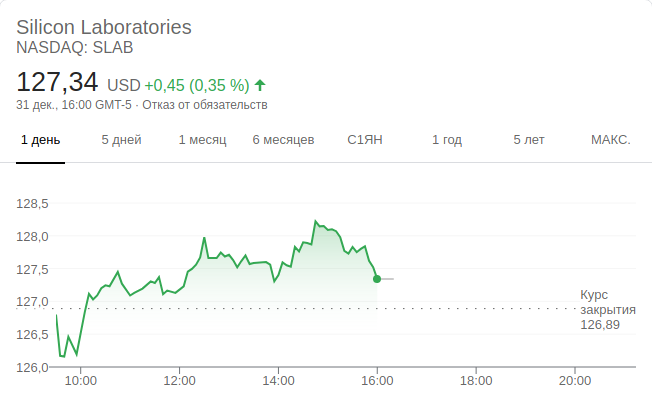 Silicon Laboratories
NASDAQ: SLAB
127,34 USD +0,45 (0,35 %)
31 дек., 16:00 GMT-5 · Отказ от обязательств
1 день 5 дней 1 месяц 6 месяцев С1ЯН 1 год 5 лет МАКС.
128,5
128,0
127,5
127,0
Курс
закрытия
126,89
126,5
126,0
10:00 12:00 14:00 16:00 18:00 20:00